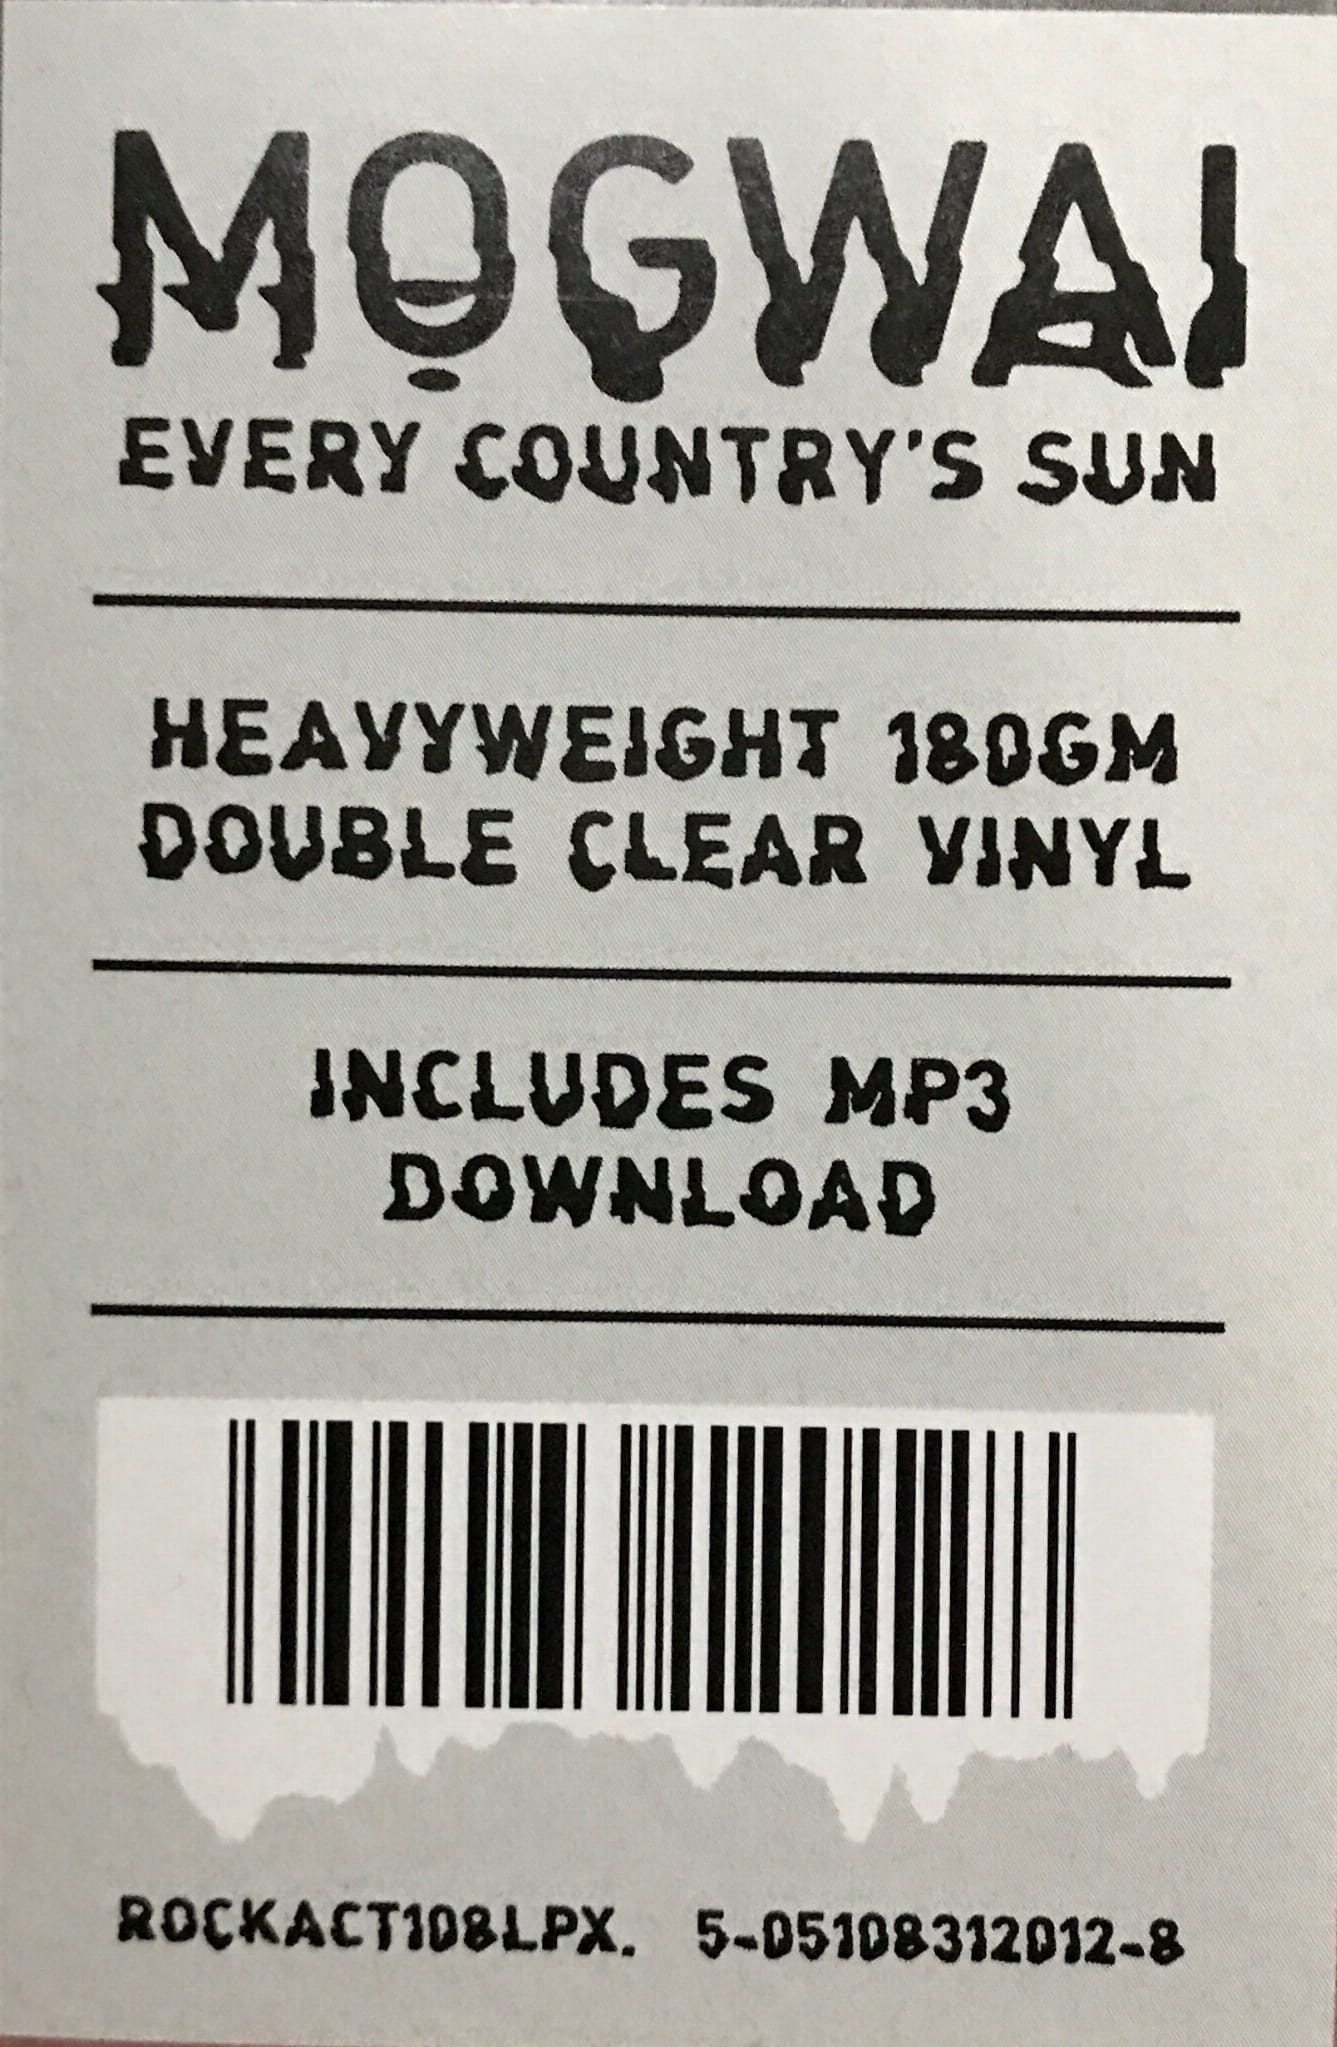 MOGWAI
EVERY COUNTRY'S SUN
HEAVYWEIGHT 180GM
DOUBLE CLEAR VINYL
INCLUDES MP3
DOWNLOAD
ROCKACT108LPX. 5-05108312012-8